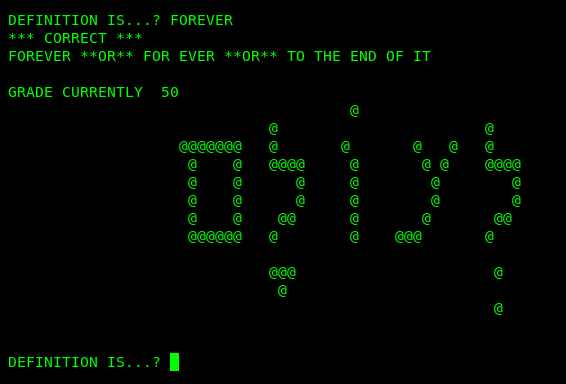 DEFINITION IS...? FOREVER
*** CORRECT ***
FOREVER **OR** FOR EVER **OR** TO THE END OF IT
GRADE CURRENTLY 50
לְעוֹלָם
DEFINITION IS...?